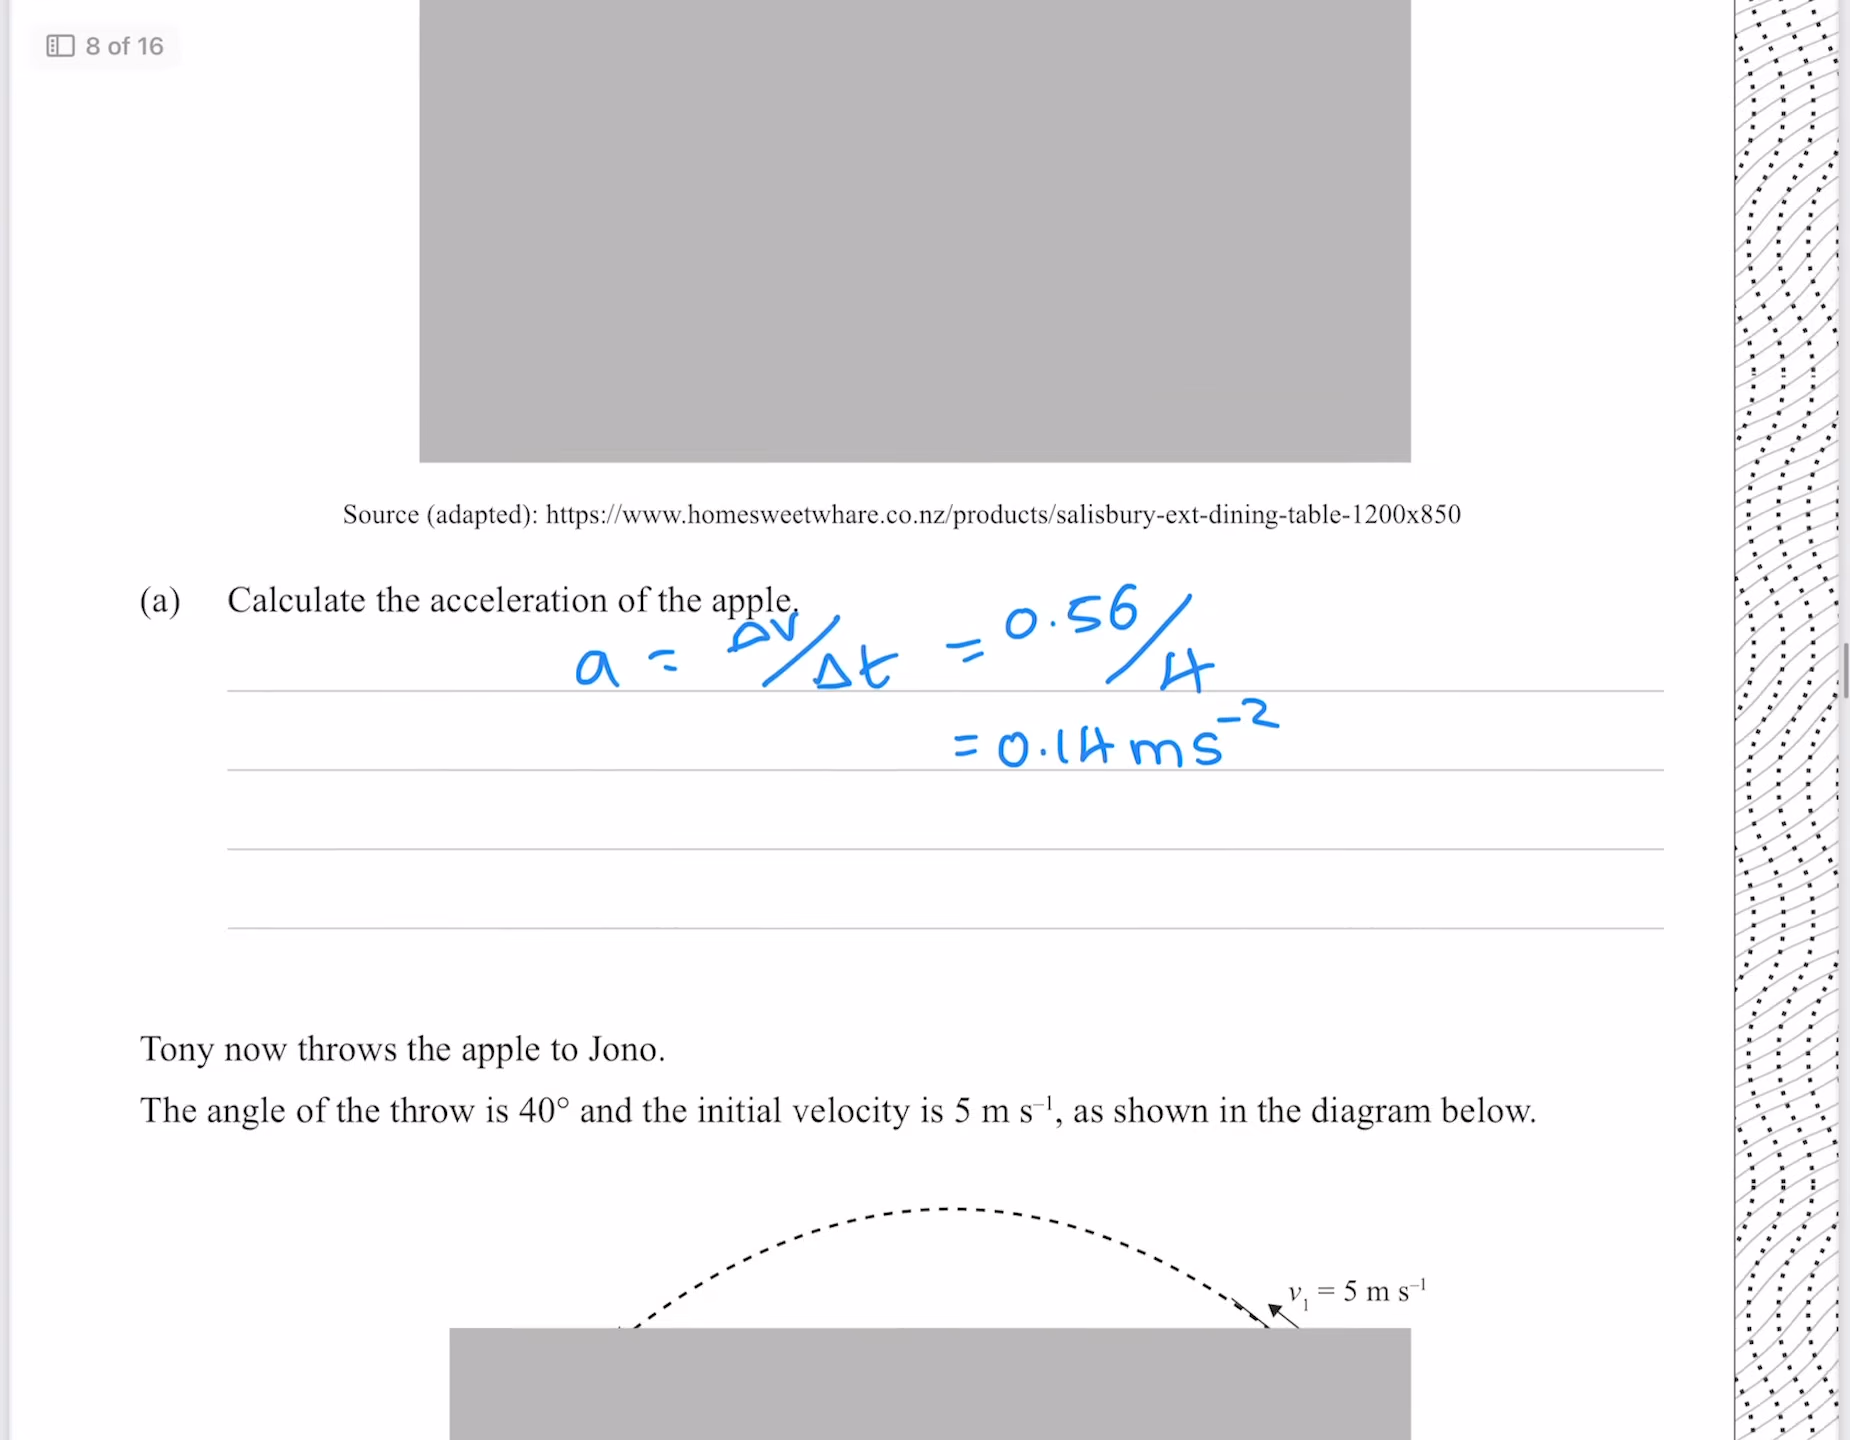 8 of 16
Source (adapted): https://www.homesweetwhare.co.nz/products/salisbury-ext-dining-table-1200x850
(a) Calculate the acceleration of the apple.
a = Δv/Δt = 0.56/4
= 0.14 ms⁻²
Tony now throws the apple to Jono.
The angle of the throw is 40° and the initial velocity is 5 m s⁻¹, as shown in the diagram below.
v₁ = 5 m s⁻¹